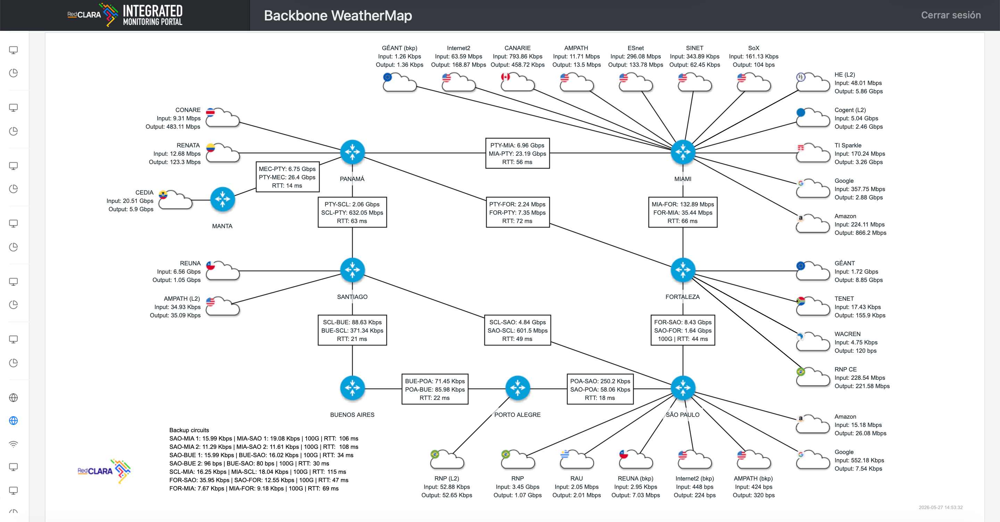 RedCLARA INTEGRATED
MONITORING PORTAL
Backbone WeatherMap
Cerrar sesión
GÉANT (bkp)
Input: 1.26 Kbps
Output: 1.36 Kbps
Internet2
Input: 63.59 Mbps
Output: 168.87 Mbps
CANARIE
Input: 793.86 Kbps
Output: 458.72 Kbps
AMPATH
Input: 11.71 Mbps
Output: 13.5 Mbps
ESnet
Input: 296.08 Mbps
Output: 133.78 Mbps
SINET
Input: 343.89 Kbps
Output: 62.45 Kbps
SoX
Input: 161.13 Kbps
Output: 104 bps
HE (L2)
Input: 48.01 Mbps
Output: 5.86 Gbps
Cogent (L2)
Input: 5.04 Gbps
Output: 2.46 Gbps
TI Sparkle
Input: 170.24 Mbps
Output: 3.26 Gbps
Google
Input: 357.75 Mbps
Output: 2.88 Gbps
Amazon
Input: 224.11 Mbps
Output: 866.2 Mbps
CONARE
Input: 9.31 Mbps
Output: 483.11 Mbps
RENATA
Input: 12.68 Mbps
Output: 123.3 Mbps
CEDIA
Input: 20.51 Gbps
Output: 5.9 Gbps
MANTA
MEC-PTY: 6.75 Gbps
PTY-MEC: 26.4 Gbps
RTT: 14 ms
PANAMÁ
PTY-MIA: 6.96 Gbps
MIA-PTY: 23.19 Gbps
RTT: 56 ms
MIAMI
PTY-SCL: 2.06 Gbps
SCL-PTY: 632.05 Mbps
RTT: 63 ms
PTY-FOR: 2.24 Mbps
FOR-PTY: 7.35 Mbps
RTT: 72 ms
MIA-FOR: 132.89 Mbps
FOR-MIA: 35.44 Mbps
RTT: 66 ms
REUNA
Input: 6.56 Gbps
Output: 1.05 Gbps
AMPATH (L2)
Input: 34.93 Kbps
Output: 35.09 Kbps
SANTIAGO
FORTALEZA
GÉANT
Input: 1.72 Gbps
Output: 8.85 Gbps
TENET
Input: 17.43 Kbps
Output: 155.9 Kbps
WACREN
Input: 4.75 Kbps
Output: 120 bps
RNP CE
Input: 228.54 Mbps
Output: 221.58 Mbps
SCL-BUE: 88.63 Kbps
BUE-SCL: 371.34 Kbps
RTT: 21 ms
SCL-SAO: 4.84 Gbps
SAO-SCL: 601.5 Mbps
RTT: 49 ms
FOR-SAO: 8.43 Gbps
SAO-FOR: 1.64 Gbps
100G | RTT: 44 ms
BUE-POA: 71.45 Kbps
POA-BUE: 85.98 Kbps
RTT: 22 ms
POA-SAO: 250.2 Kbps
SAO-POA: 58.06 Kbps
RTT: 18 ms
BUENOS AIRES
PORTO ALEGRE
SÃO PAULO
Amazon
Input: 15.18 Mbps
Output: 26.08 Mbps
Google
Input: 552.18 Kbps
Output: 7.54 Kbps
Backup circuits
SAO-MIA 1: 15.99 Kbps | MIA-SAO 1: 19.08 Kbps | 100G | RTT: 106 ms
SAO-MIA 2: 11.29 Kbps | MIA-SAO 2: 11.61 Kbps | 100G | RTT: 108 ms
SAO-BUE 1: 15.99 Kbps | BUE-SAO: 16.02 Kbps | 100G | RTT: 34 ms
SAO-BUE 2: 96 bps | BUE-SAO: 80 bps | 100G | RTT: 30 ms
SCL-MIA: 16.25 Kbps | MIA-SCL: 18.04 Kbps | 100G | RTT: 115 ms
FOR-SAO: 35.95 Kbps | SAO-FOR: 12.55 Kbps | 100G | RTT: 47 ms
FOR-MIA: 7.67 Kbps | MIA-FOR: 9.18 Kbps | 100G | RTT: 69 ms
RedCLARA
RNP (L2)
Input: 52.88 Kbps
Output: 52.65 Kbps
RNP
Input: 3.45 Gbps
Output: 1.07 Gbps
RAU
Input: 2.05 Mbps
Output: 2.01 Mbps
REUNA (bkp)
Input: 2.95 Kbps
Output: 7.03 Mbps
Internet2 (bkp)
Input: 448 bps
Output: 224 bps
AMPATH (bkp)
Input: 424 bps
Output: 320 bps
2026-05-27 14:53:32